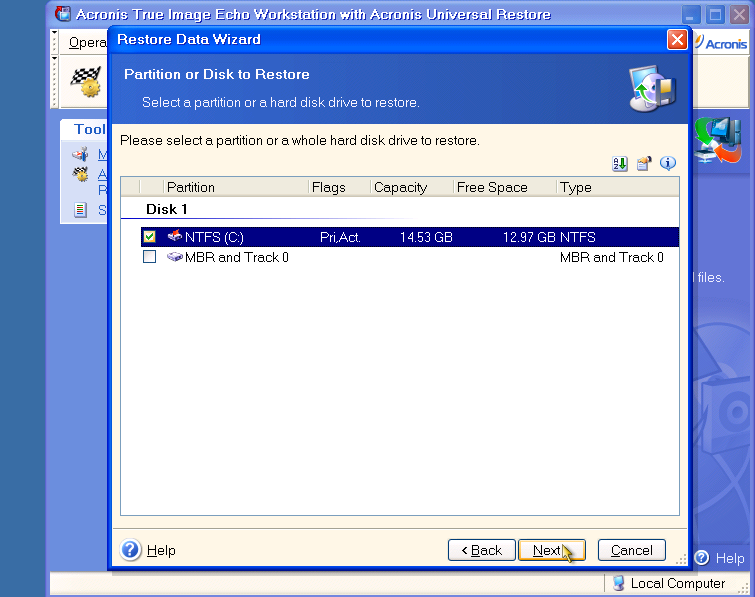 Acronis True Image Echo Workstation with Acronis Universal Restore
Opera
Acronis
Restore Data Wizard
Partition or Disk to Restore
Select a partition or a hard disk drive to restore.
Tool
Please select a partition or a whole hard disk drive to restore.
M
A
R
S
Partition Flags Capacity Free Space Type
Disk 1
NTFS (C:) Pri,Act. 14.53 GB 12.97 GB NTFS
MBR and Track 0 MBR and Track 0
files.
Help
< Back Next > Cancel
Help
Local Computer